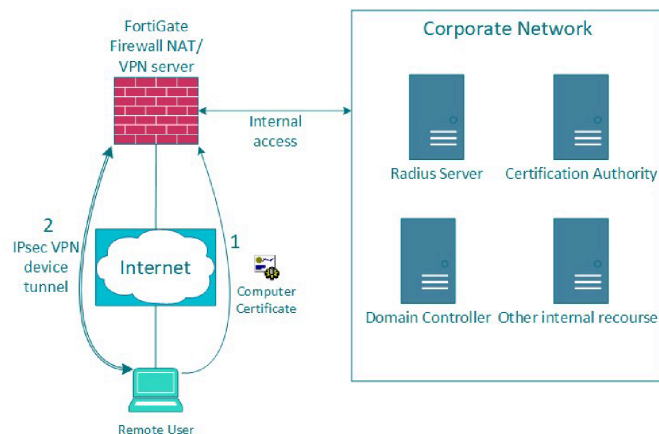 FortiGate
Firewall NAT/
VPN server
Corporate Network
Internal
access
Radius Server
Certification Authority
2
IPsec VPN
device
tunnel
1
Internet
Computer
Certificate
Domain Controller
Other internal recourse
Remote User